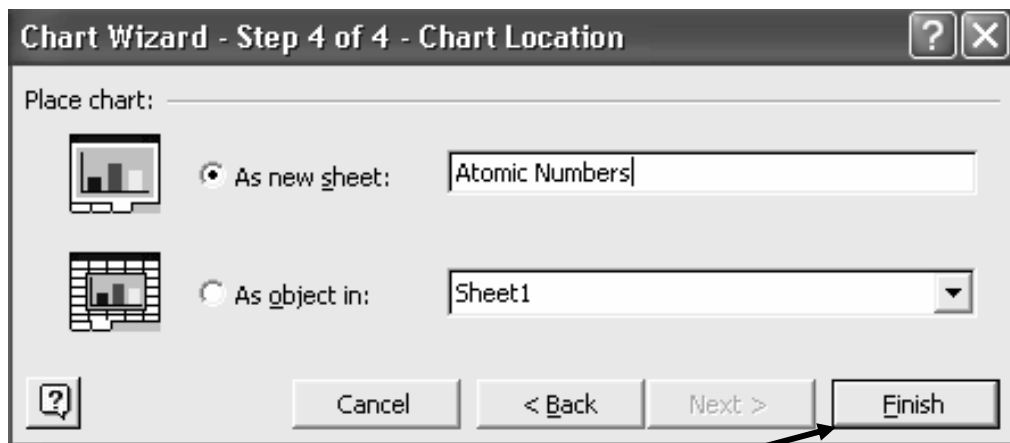 Chart Wizard - Step 4 of 4 - Chart Location ?
Place chart:
As new sheet: Atomic Numbers
As object in: Sheet1
? Cancel < Back Next > Finish